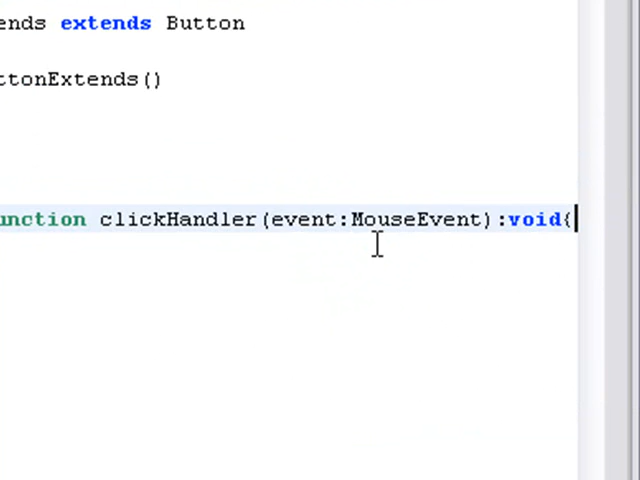 ends extends Button
ttonExtends()
unction clickHandler(event:MouseEvent):void{